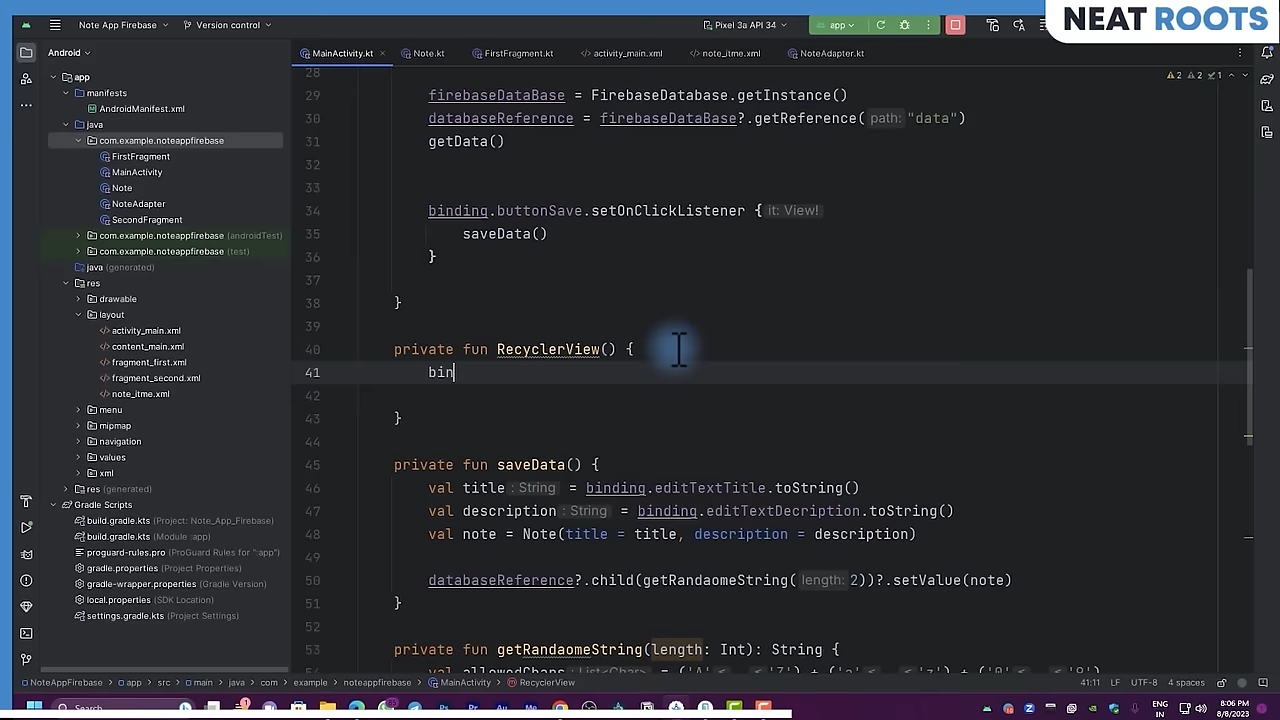 NEAT ROOTS
Note App Firebase
Version control
Pixel 3a API 34
app
Android
MainActivity.kt
Note.kt
FirstFragment.kt
activity_main.xml
note_itme.xml
NoteAdapter.kt
2 2 1
app
manifests
AndroidManifest.xml
java
com.example.noteappfirebase
FirstFragment
MainActivity
Note
NoteAdapter
SecondFragment
com.example.noteappfirebase (androidTest)
com.example.noteappfirebase (test)
java (generated)
res
drawable
layout
activity_main.xml
content_main.xml
fragment_first.xml
fragment_second.xml
note_itme.xml
menu
mipmap
navigation
values
xml
res (generated)
Gradle Scripts
build.gradle.kts (Project: Note_App_Firebase)
build.gradle.kts (Module :app)
proguard-rules.pro (ProGuard Rules for ":app")
gradle.properties (Project Properties)
gradle-wrapper.properties (Gradle Version)
local.properties (SDK Location)
settings.gradle.kts (Project Settings)
28
29 firebaseDataBase = FirebaseDatabase.getInstance()
30 databaseReference = firebaseDataBase?.getReference( path: "data")
31 getData()
32
33
34 binding.buttonSave.setOnClickListener { it: View!
35 saveData()
36 }
37
38 }
39
40 private fun RecyclerView() {
41 bin
42
43 }
44
45 private fun saveData() {
46 val title : String = binding.editTextTitle.toString()
47 val description : String = binding.editTextDecription.toString()
48 val note = Note(title = title, description = description)
49
50 databaseReference?.child(getRandaomeString( length: 2))?.setValue(note)
51 }
52
53 private fun getRandaomeString(length: Int): String {
NoteAppFirebase > app > src > main > java > com > example > noteappfirebase > MainActivity > RecyclerView
41:11 LF UTF-8 4 spaces
Search
ENG
IN
8:06 PM
8/8/2023